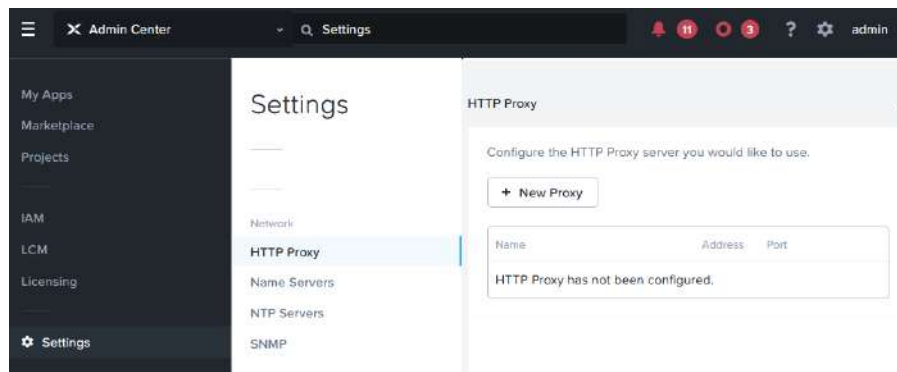 Admin Center
Settings
11
3
?
admin
My Apps
Marketplace
Projects
IAM
LCM
Licensing
Settings
Settings
Network
HTTP Proxy
Name Servers
NTP Servers
SNMP
HTTP Proxy
Configure the HTTP Proxy server you would like to use.
+ New Proxy
Name Address Port
HTTP Proxy has not been configured.